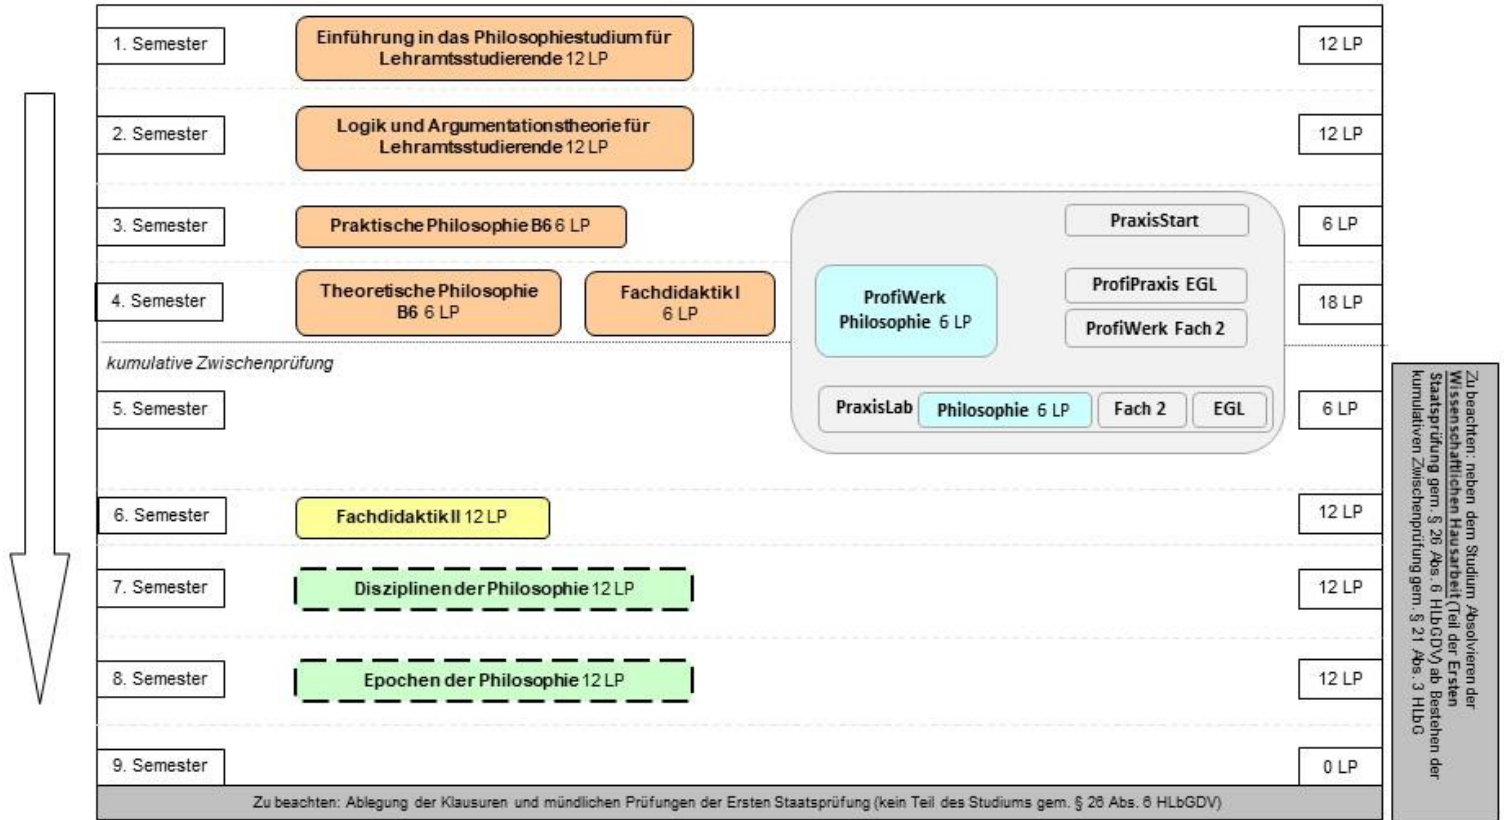 1. Semester
Einführung in das Philosophiestudium für
Lehramtsstudierende 12 LP
12 LP
2. Semester
Logik und Argumentationstheorie für
Lehramtsstudierende 12 LP
12 LP
3. Semester
Praktische Philosophie B6 6 LP
PraxisStart
6 LP
4. Semester
Theoretische Philosophie
B6 6 LP
Fachdidaktik I
6 LP
ProfiWerk
Philosophie 6 LP
ProfiPraxis EGL
ProfiWerk Fach 2
18 LP
kumulative Zwischenprüfung
5. Semester
PraxisLab
Philosophie 6 LP
Fach 2
EGL
6 LP
6. Semester
Fachdidaktik II 12 LP
12 LP
7. Semester
Disziplinen der Philosophie 12 LP
12 LP
8. Semester
Epochen der Philosophie 12 LP
12 LP
9. Semester
0 LP
Zu beachten: Ablegung der Klausuren und mündlichen Prüfungen der Ersten Staatsprüfung (kein Teil des Studiums gem. § 26 Abs. 6 HLbGDV)
Zu beachten: neben dem Studium Absolvieren der
Wissenschaftlichen Hausarbeit (Teil der Ersten
Staatsprüfung gem. § 26 Abs. 6 HLbGDV) ab Bestehen der
kumulativen Zwischenprüfung gem. § 21 Abs. 3 HLbG